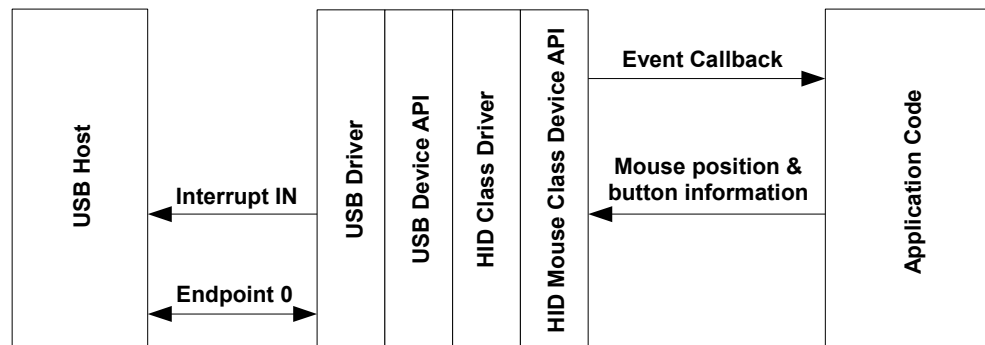 USB Host
Interrupt IN
Endpoint 0
USB Driver
USB Device API
HID Class Driver
HID Mouse Class Device API
Event Callback
Mouse position &
button information
Application Code